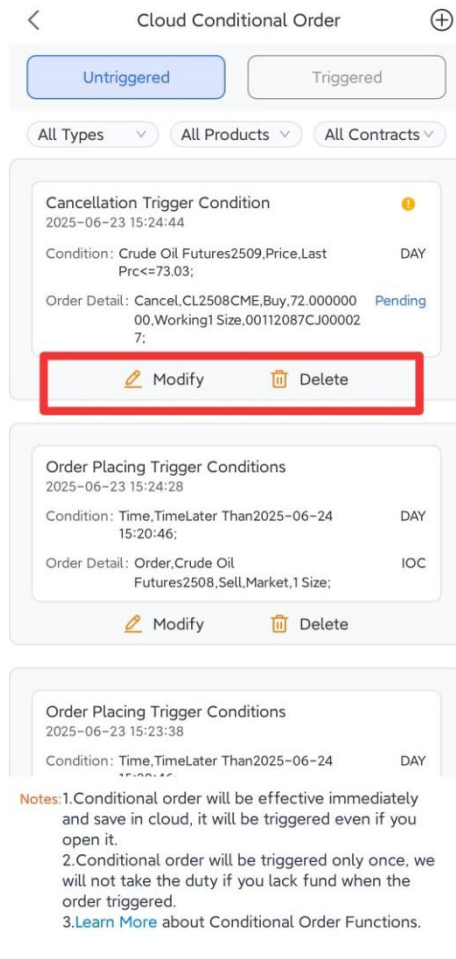 Cloud Conditional Order
Untriggered
Triggered
All Types
All Products
All Contracts
Cancellation Trigger Condition
2025-06-23 15:24:44
Condition: Crude Oil Futures2509,Price,Last DAY
Prc<=73.03;
Order Detail: Cancel,CL2508CME,Buy,72.000000 Pending
00,Working1 Size,00112087CJ00002
7;
Modify
Delete
Order Placing Trigger Conditions
2025-06-23 15:24:28
Condition: Time,TimeLater Than2025-06-24 DAY
15:20:46;
Order Detail: Order,Crude Oil IOC
Futures2508,Sell,Market,1 Size;
Modify
Delete
Order Placing Trigger Conditions
2025-06-23 15:23:38
Condition: Time,TimeLater Than2025-06-24 DAY
Notes:1.Conditional order will be effective immediately
and save in cloud, it will be triggered even if you
open it.
2.Conditional order will be triggered only once, we
will not take the duty if you lack fund when the
order triggered.
3.Learn More about Conditional Order Functions.